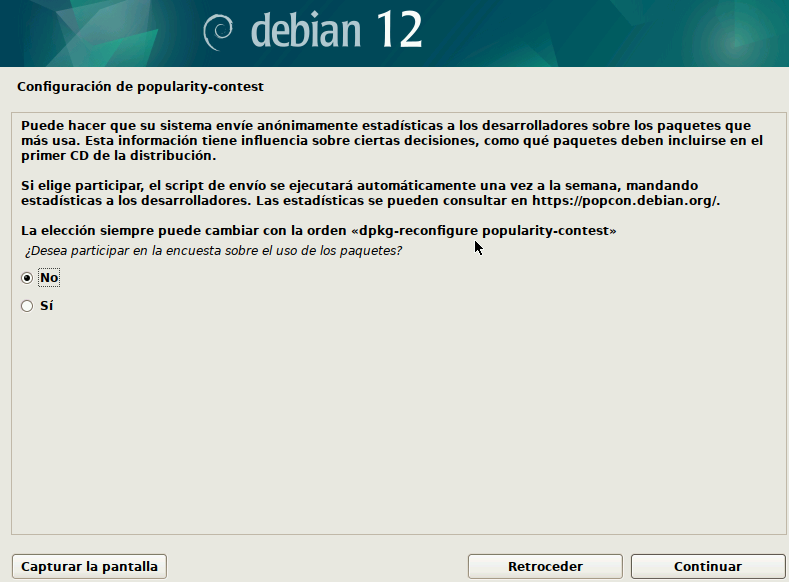 debian 12
Configuración de popularity-contest
Puede hacer que su sistema envíe anónimamente estadísticas a los desarrolladores sobre los paquetes que
más usa. Esta información tiene influencia sobre ciertas decisiones, como qué paquetes deben incluirse en el
primer CD de la distribución.
Si elige participar, el script de envío se ejecutará automáticamente una vez a la semana, mandando
estadísticas a los desarrolladores. Las estadísticas se pueden consultar en https://popcon.debian.org/.
La elección siempre puede cambiar con la orden «dpkg-reconfigure popularity-contest»
¿Desea participar en la encuesta sobre el uso de los paquetes?
No
Sí
Capturar la pantalla
Retroceder
Continuar